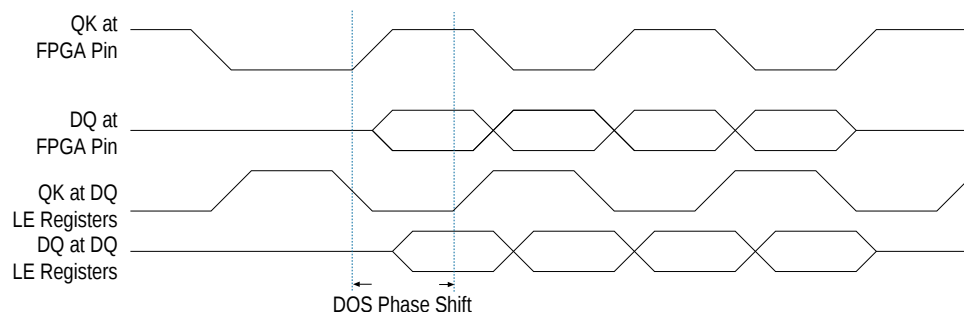 QK at
FPGA Pin
DQ at
FPGA Pin
QK at DQ
LE Registers
DQ at DQ
LE Registers
DOS Phase Shift